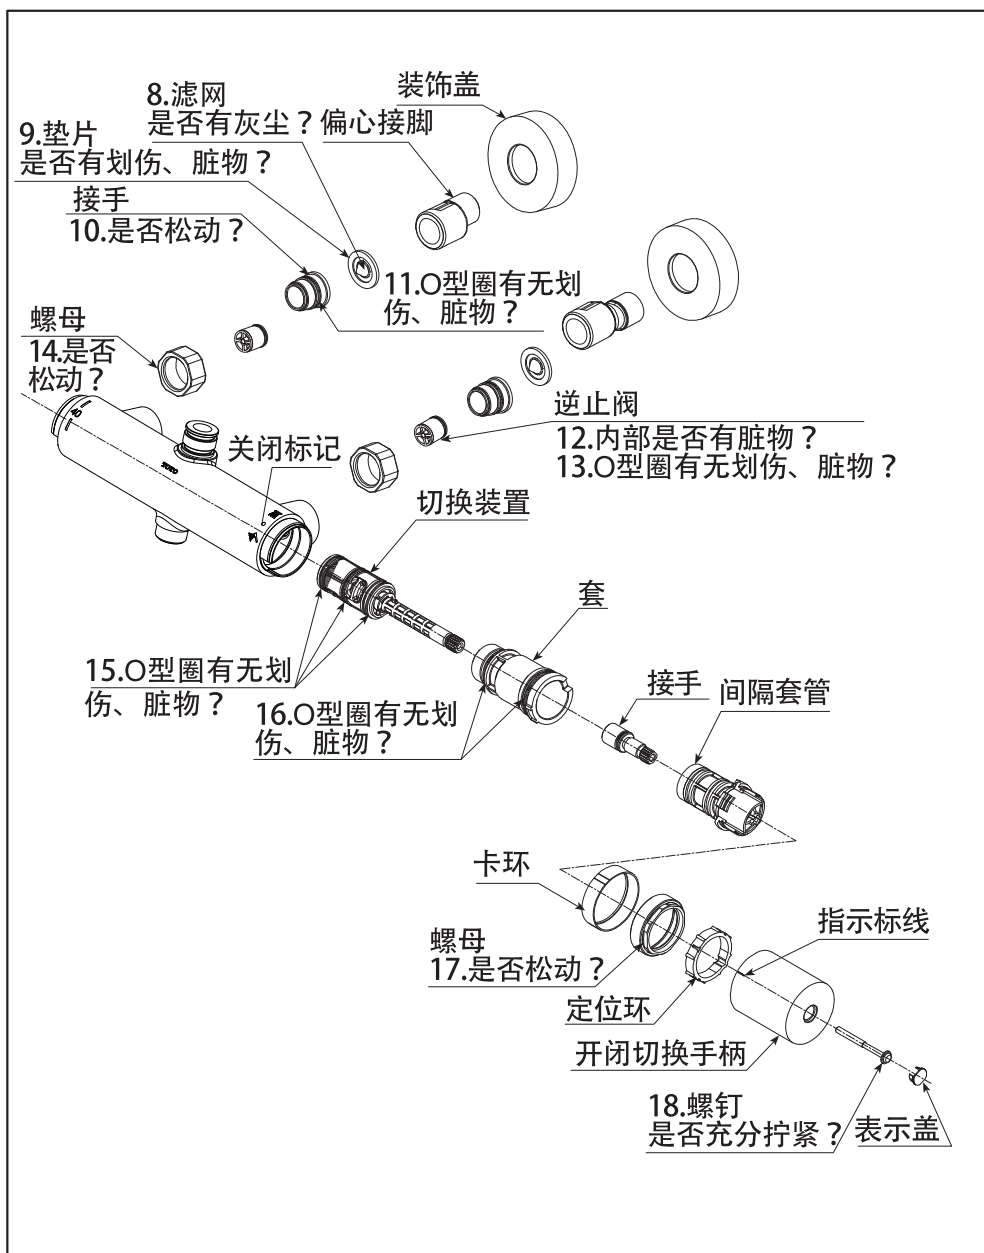 装饰盖
8.滤网
是否有灰尘？
偏心接脚
9.垫片
是否有划伤、脏物？
接手
10.是否松动？
11.O型圈有无划
伤、脏物？
螺母
14.是否
松动？
逆止阀
12.内部是否有脏物？
13.O型圈有无划伤、脏物？
40
TOTO
关闭标记
切换装置
套
15.O型圈有无划
伤、脏物？
16.O型圈有无划
伤、脏物？
接手
间隔套管
卡环
螺母
17.是否松动？
指示标线
定位环
开闭切换手柄
18.螺钉
是否充分拧紧？
表示盖